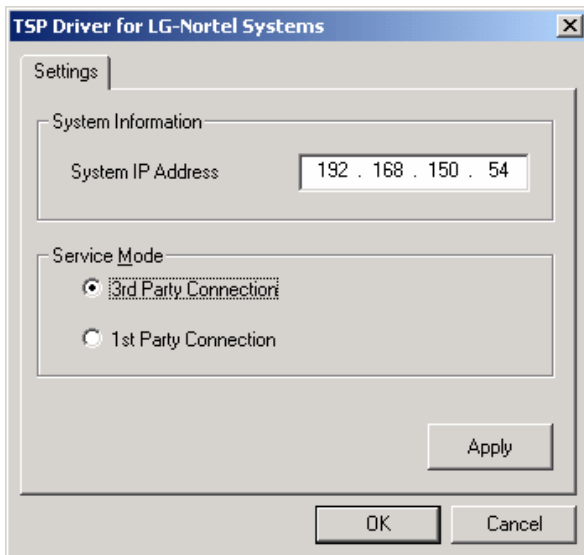 TSP Driver for LG-Nortel Systems
Settings
System Information
System IP Address 192 . 168 . 150 . 54
Service Mode
3rd Party Connection
1st Party Connection
Apply
OK Cancel